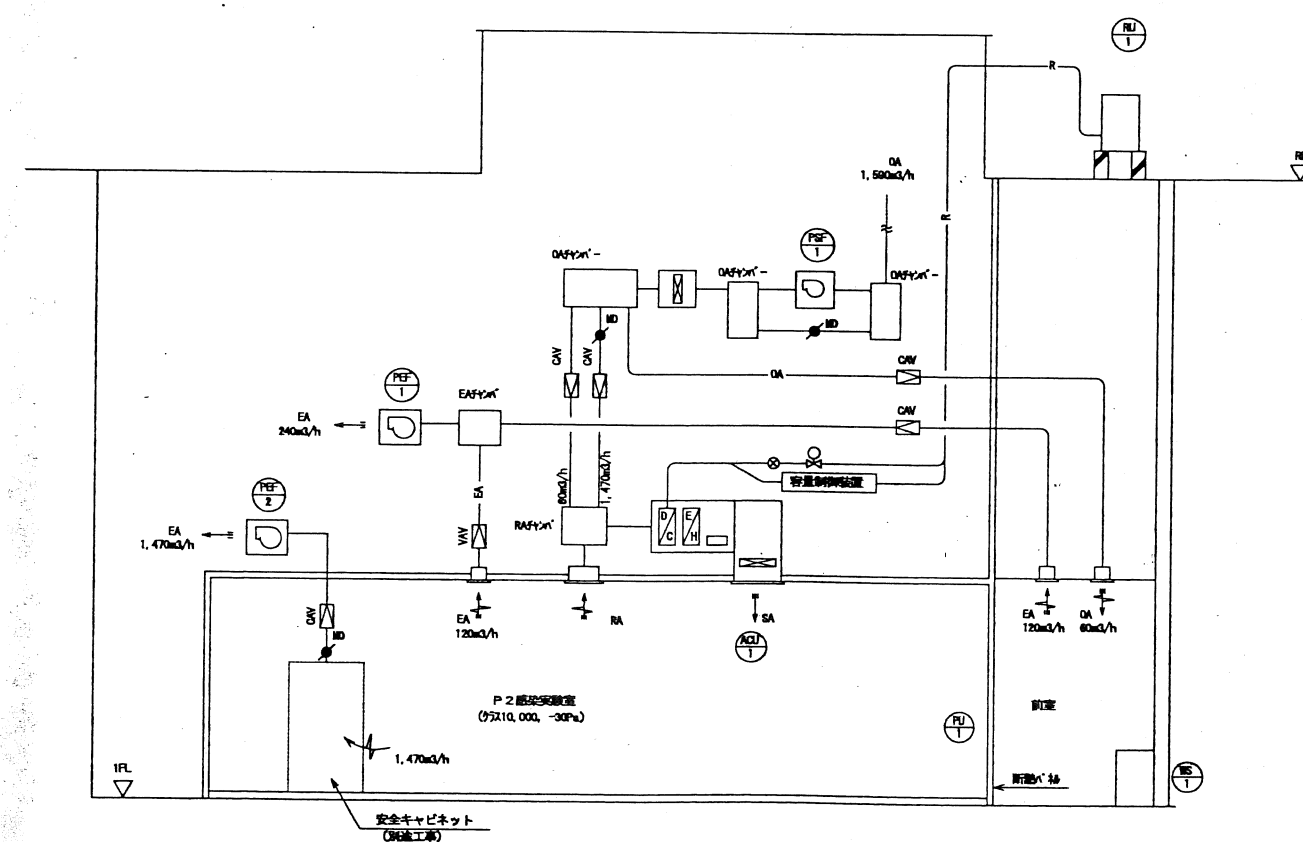 RU
1
R
OA
1,590m3/h
R
PSF
1
OAチャンバー
OAチャンバー
OAチャンバー
MD
MD
CAV
CAV
CAV
OA
PEF
1
EAチャンバ
EA
240m3/h
CAV
60m3/h
1,470m3/h
容量制御装置
PEF
2
EA
VAV
RAチャンバ
D
C
E
H
EA
1,470m3/h
CAV
MD
EA
120m3/h
RA
SA
ACU
1
EA
120m3/h
OA
60m3/h
P2感染実験室
(クラス10,000, -30Pa)
前室
PU
1
1,470m3/h
1FL
断熱パネル
WS
1
安全キャビネット
(別途工事)